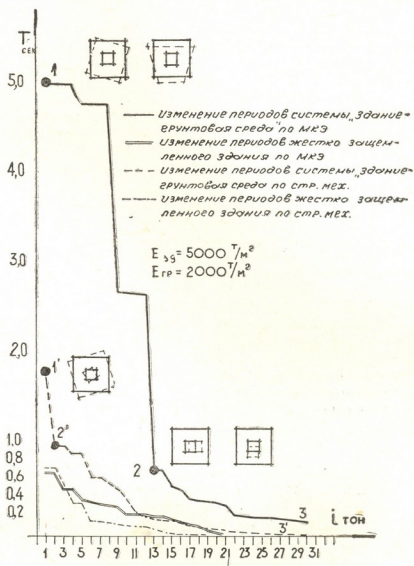 T
сек
1
5,0
Изменение периодов системы „здание-
грунтовая среда" по МКЭ
Изменение периодов жестко защем-
ленного здания по МКЭ
Изменение периодов системы „здание-
грунтовая среда" по стр. мех.
Изменение периодов жестко защем-
ленного здания по стр. мех.
4,0
E зд = 5000 т/м²
E гр = 2000 т/м²
3,0
2,0
1'
2'
1,0
0,8
0,6
0,4
0,2
2
3
3'
i, тон
1 3 5 7 9 11 13 15 17 19 21 23 25 27 29 31